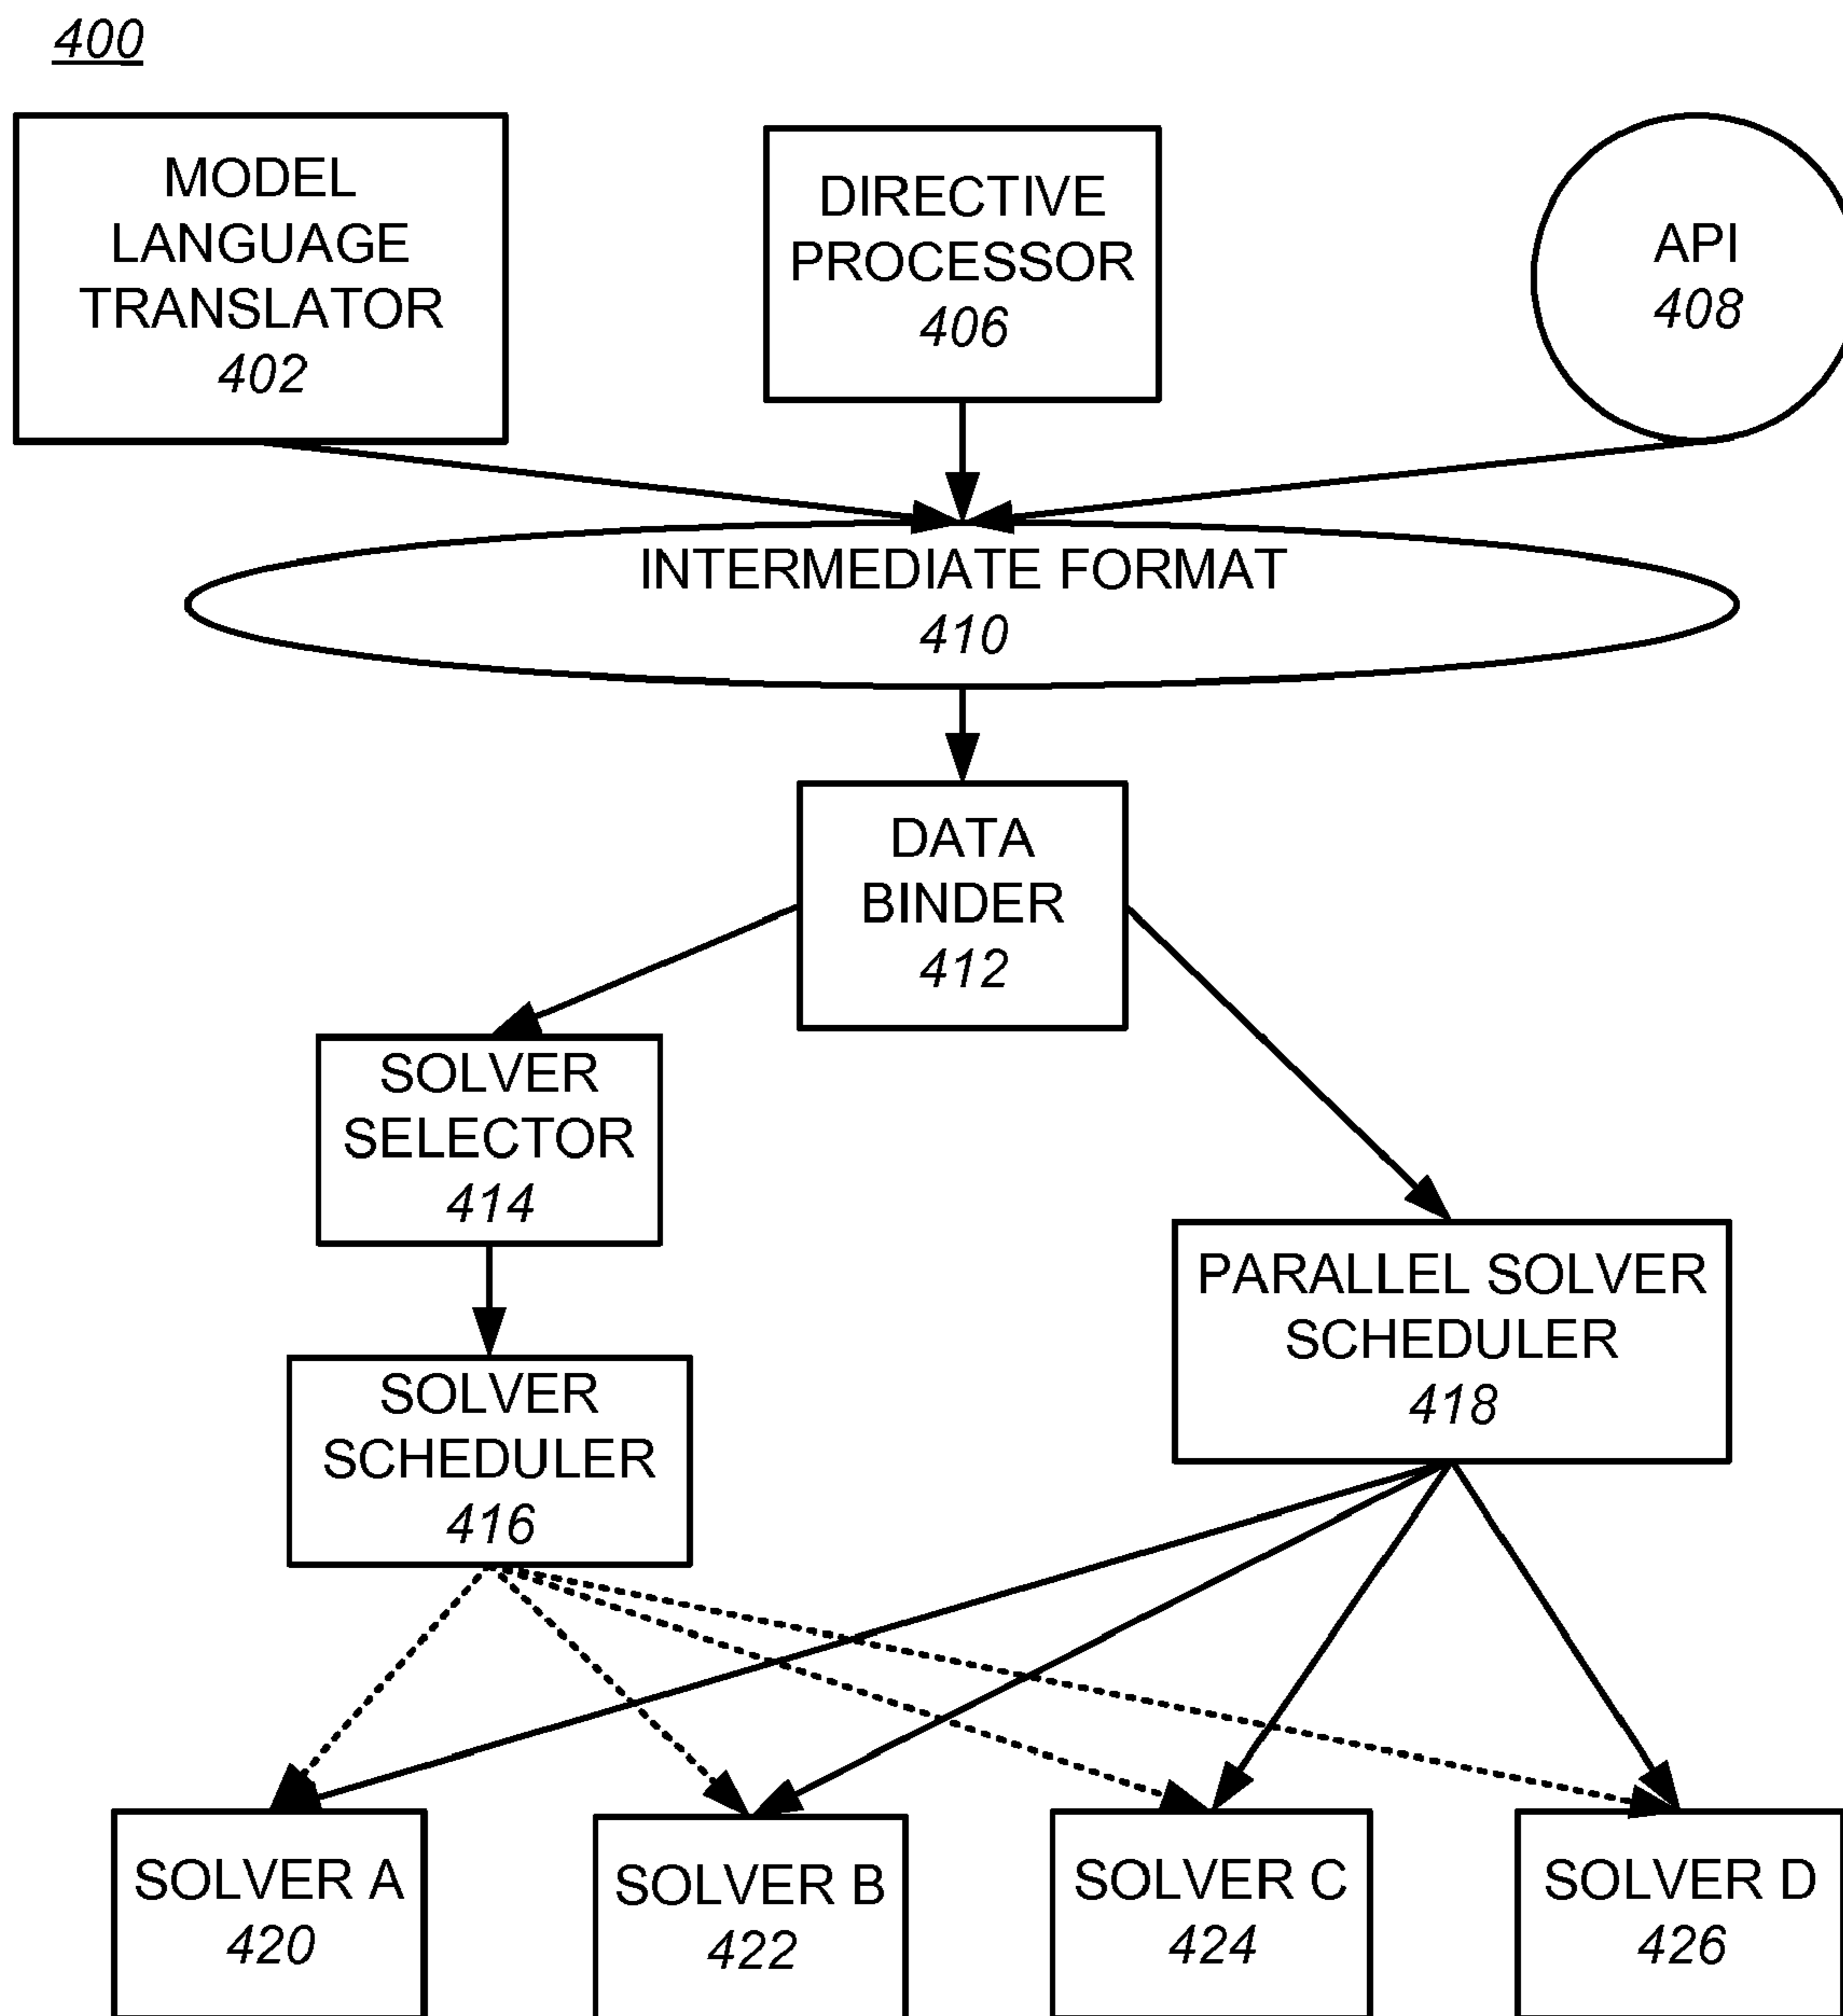 400
MODEL
LANGUAGE
TRANSLATOR
402
DIRECTIVE
PROCESSOR
406
API
408
INTERMEDIATE FORMAT
410
DATA
BINDER
412
SOLVER
SELECTOR
414
SOLVER
SCHEDULER
416
PARALLEL SOLVER
SCHEDULER
418
SOLVER A
420
SOLVER B
422
SOLVER C
424
SOLVER D
426